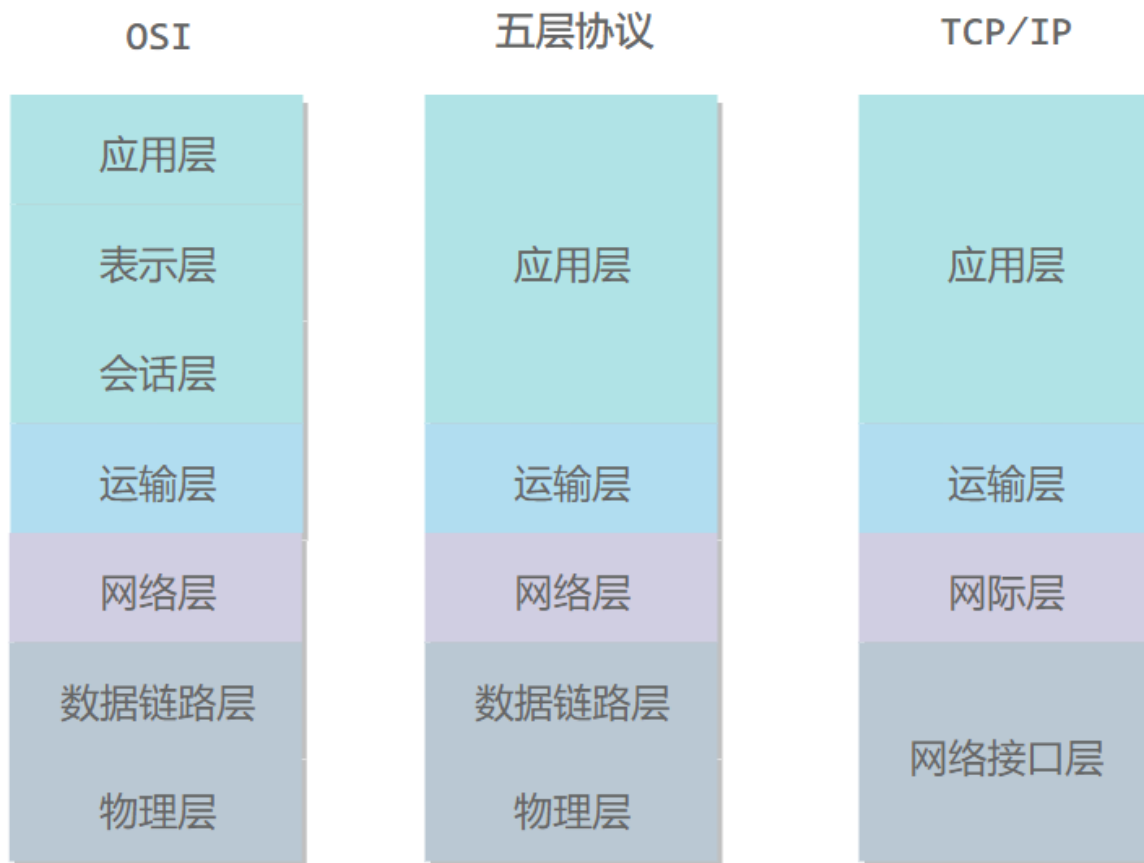 OSI
五层协议
TCP/IP
应用层
表示层
会话层
运输层
网络层
数据链路层
物理层
应用层
运输层
网络层
数据链路层
物理层
应用层
运输层
网际层
网络接口层